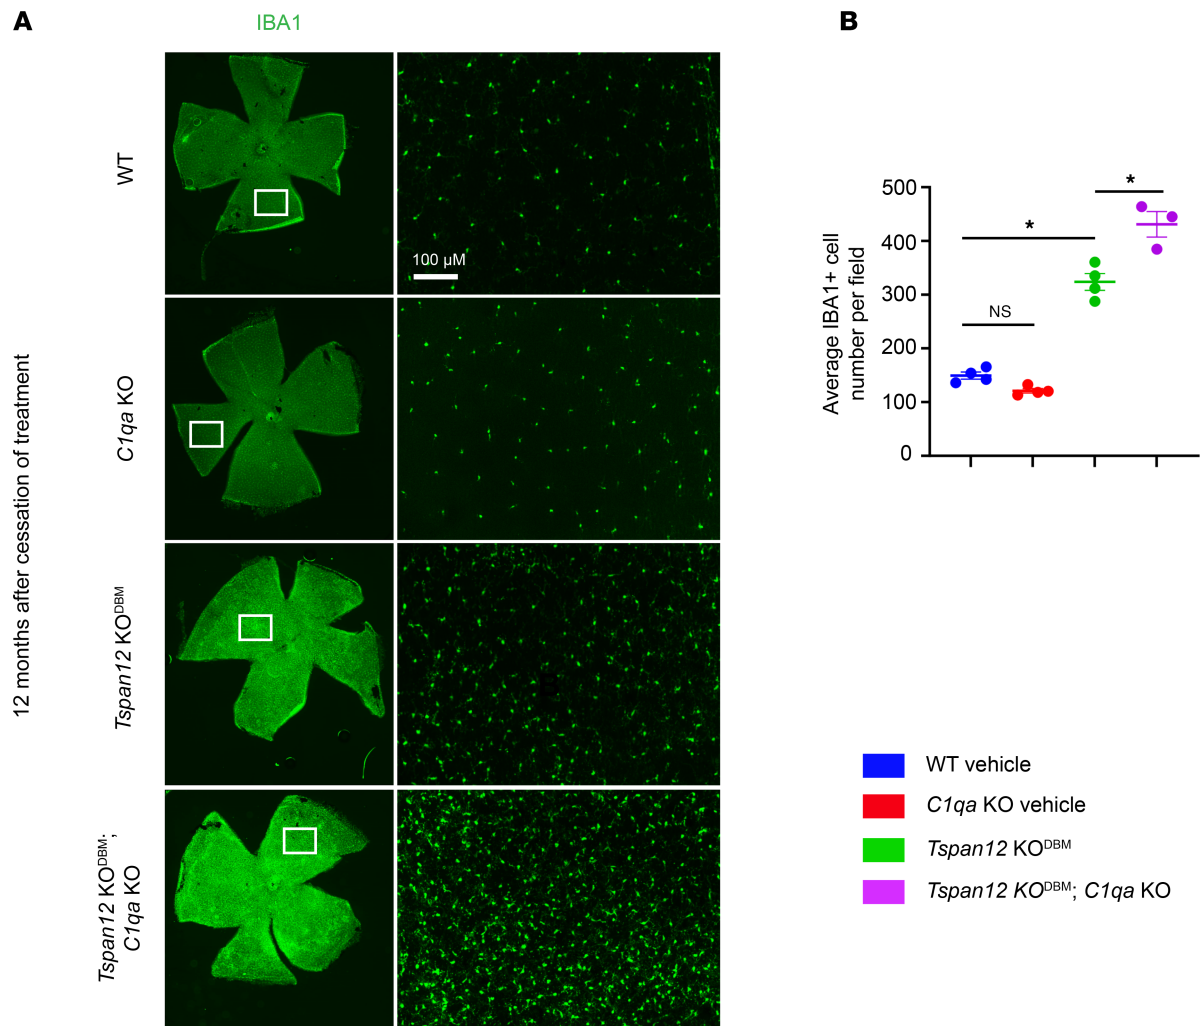 A
IBA1
12 months after cessation of treatment
WT
100 µM
C1qa KO
Tspan12 KODBM
Tspan12 KODBM;
C1qa KO
B
Average IBA1+ cell
number per field
500
400
300
200
100
0
NS
*
*
WT vehicle
C1qa KO vehicle
Tspan12 KODBM
Tspan12 KODBM; C1qa KO